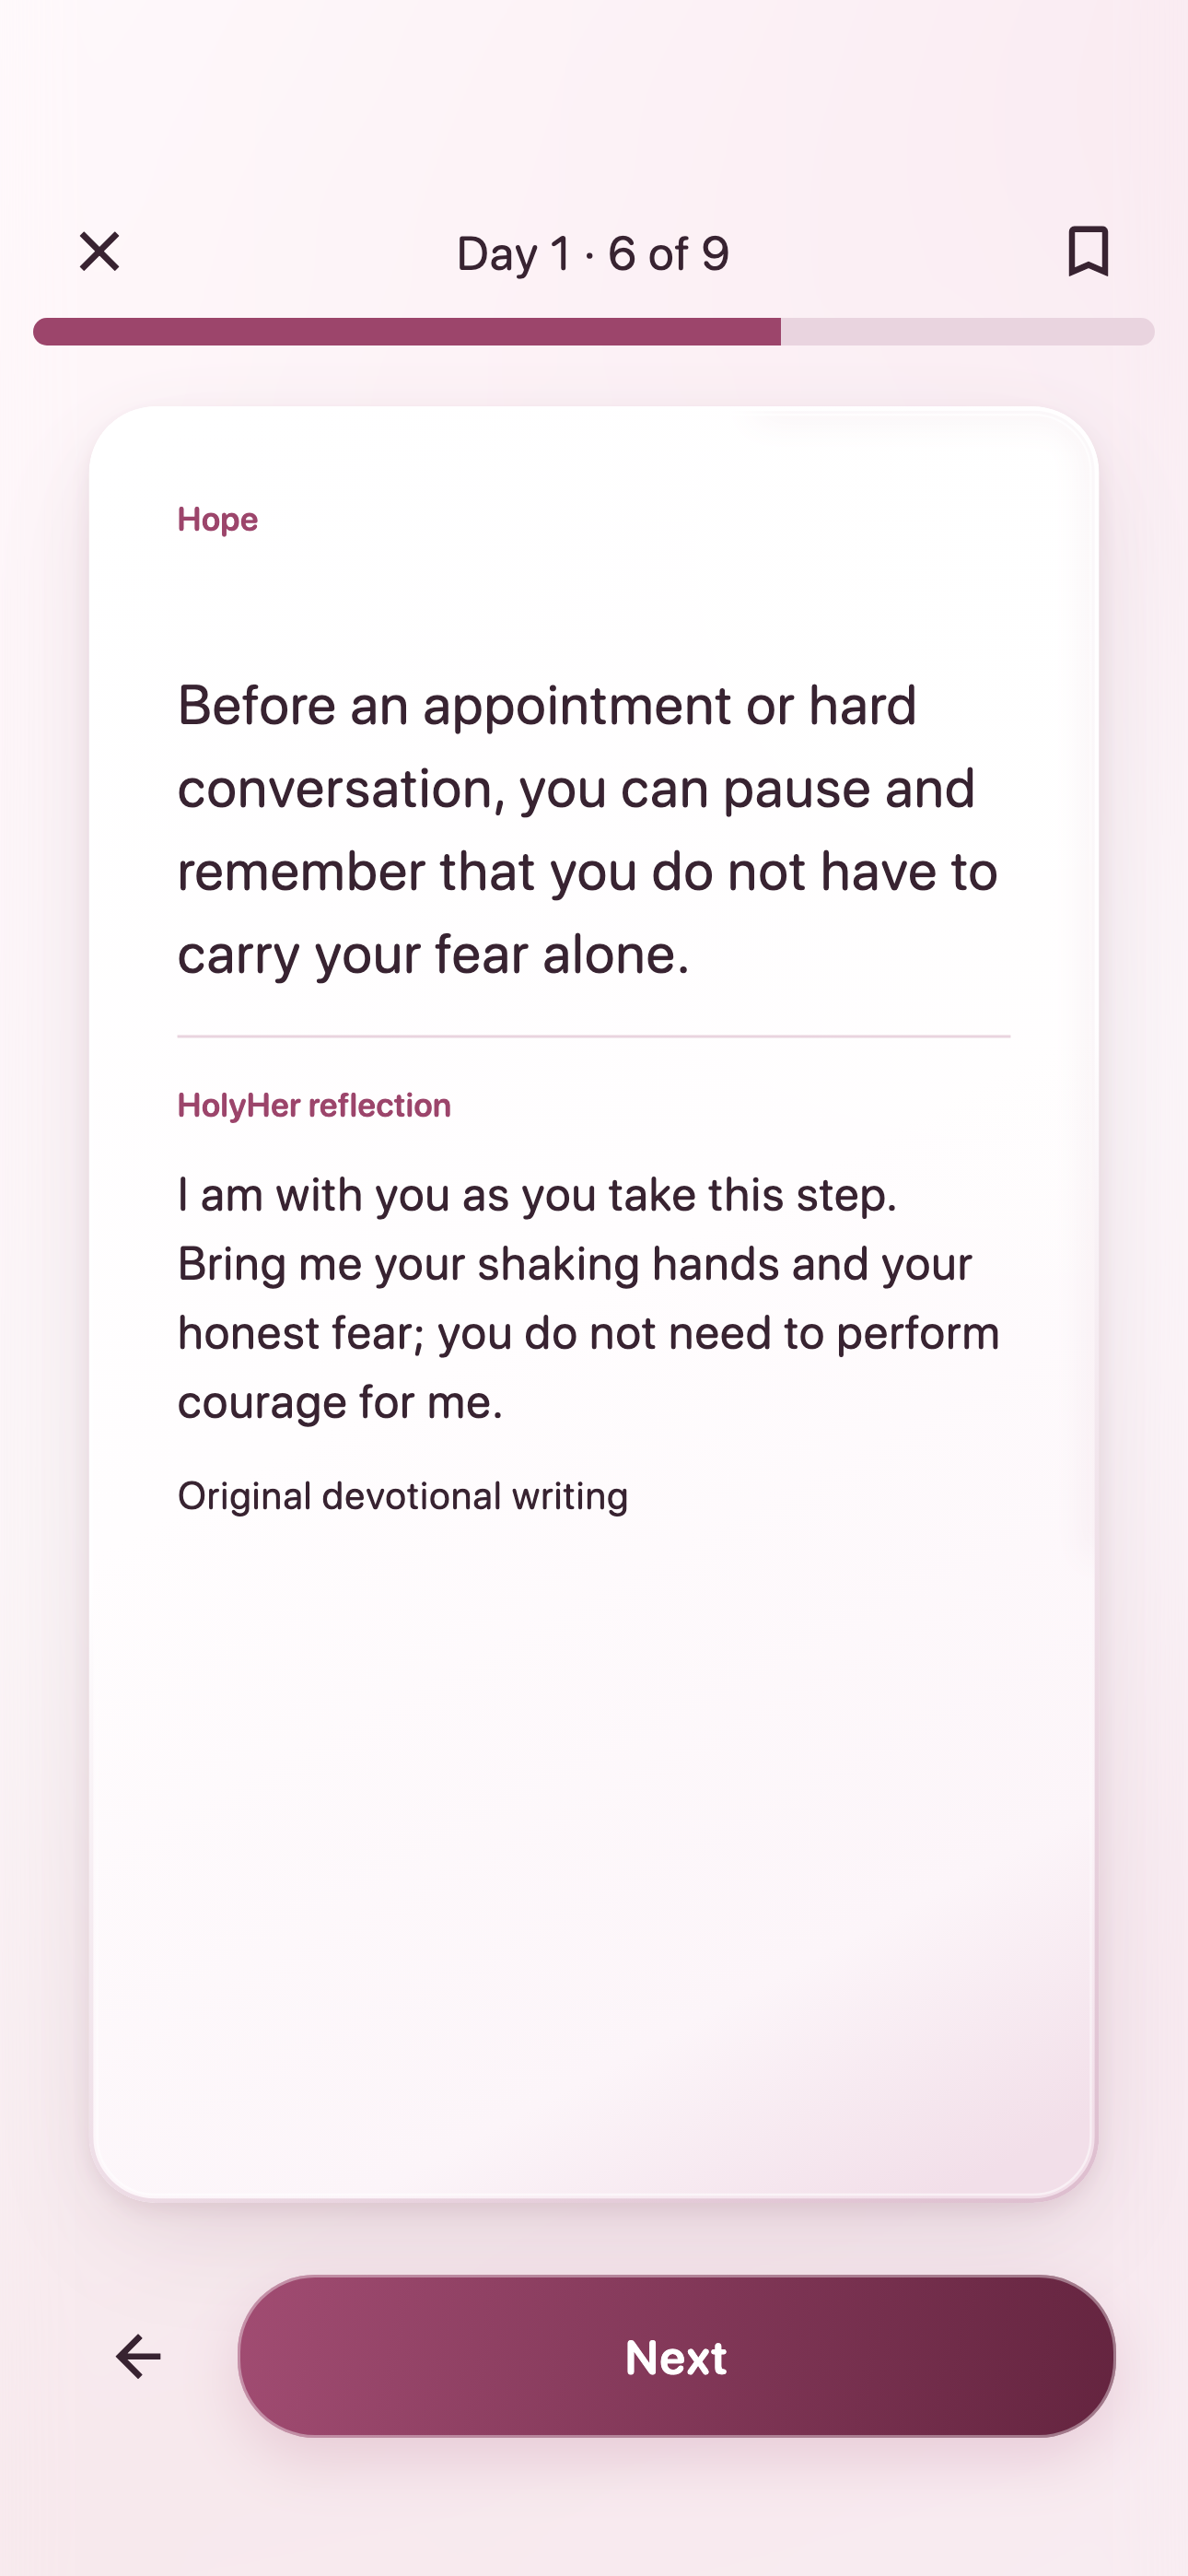 Day 1 · 6 of 9
Hope
Before an appointment or hard
conversation, you can pause and
remember that you do not have to
carry your fear alone.
HolyHer reflection
I am with you as you take this step.
Bring me your shaking hands and your
honest fear; you do not need to perform
courage for me.
Original devotional writing
Next